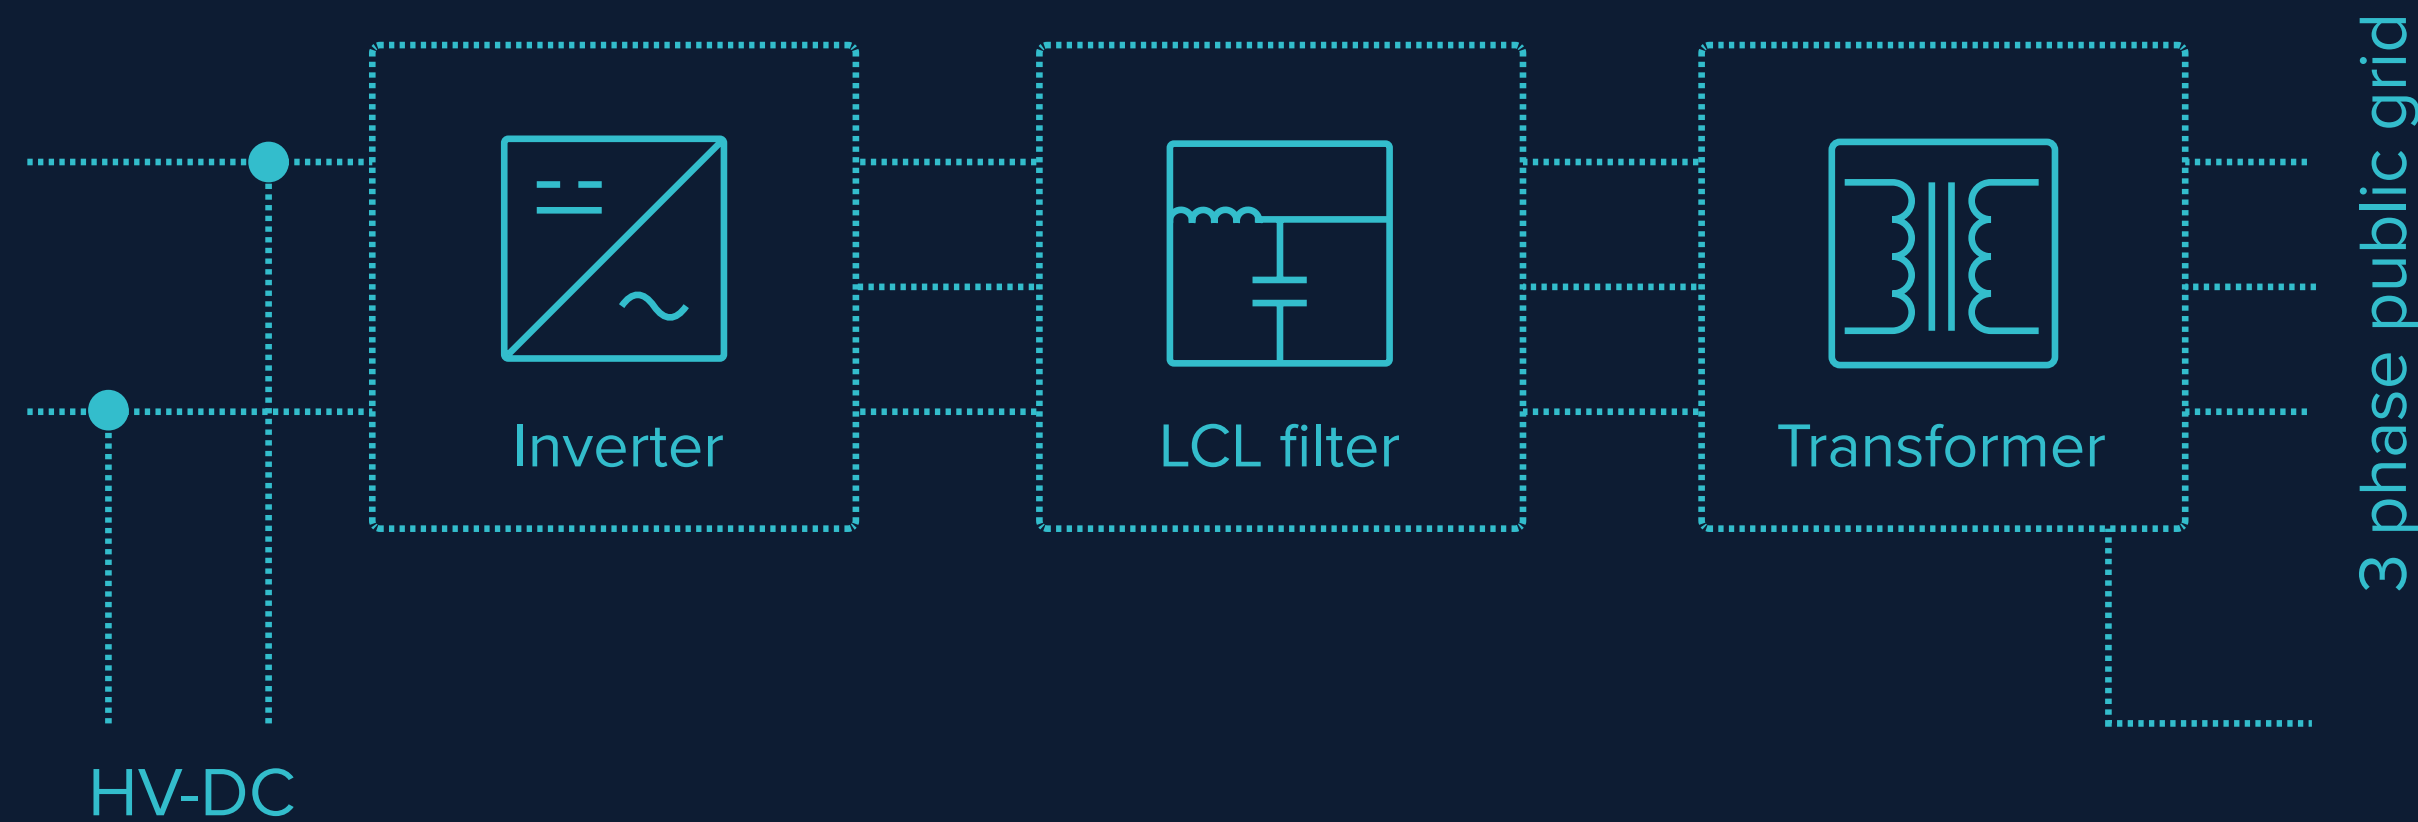 Inverter
LCL filter
Transformer
3 phase public grid
HV-DC